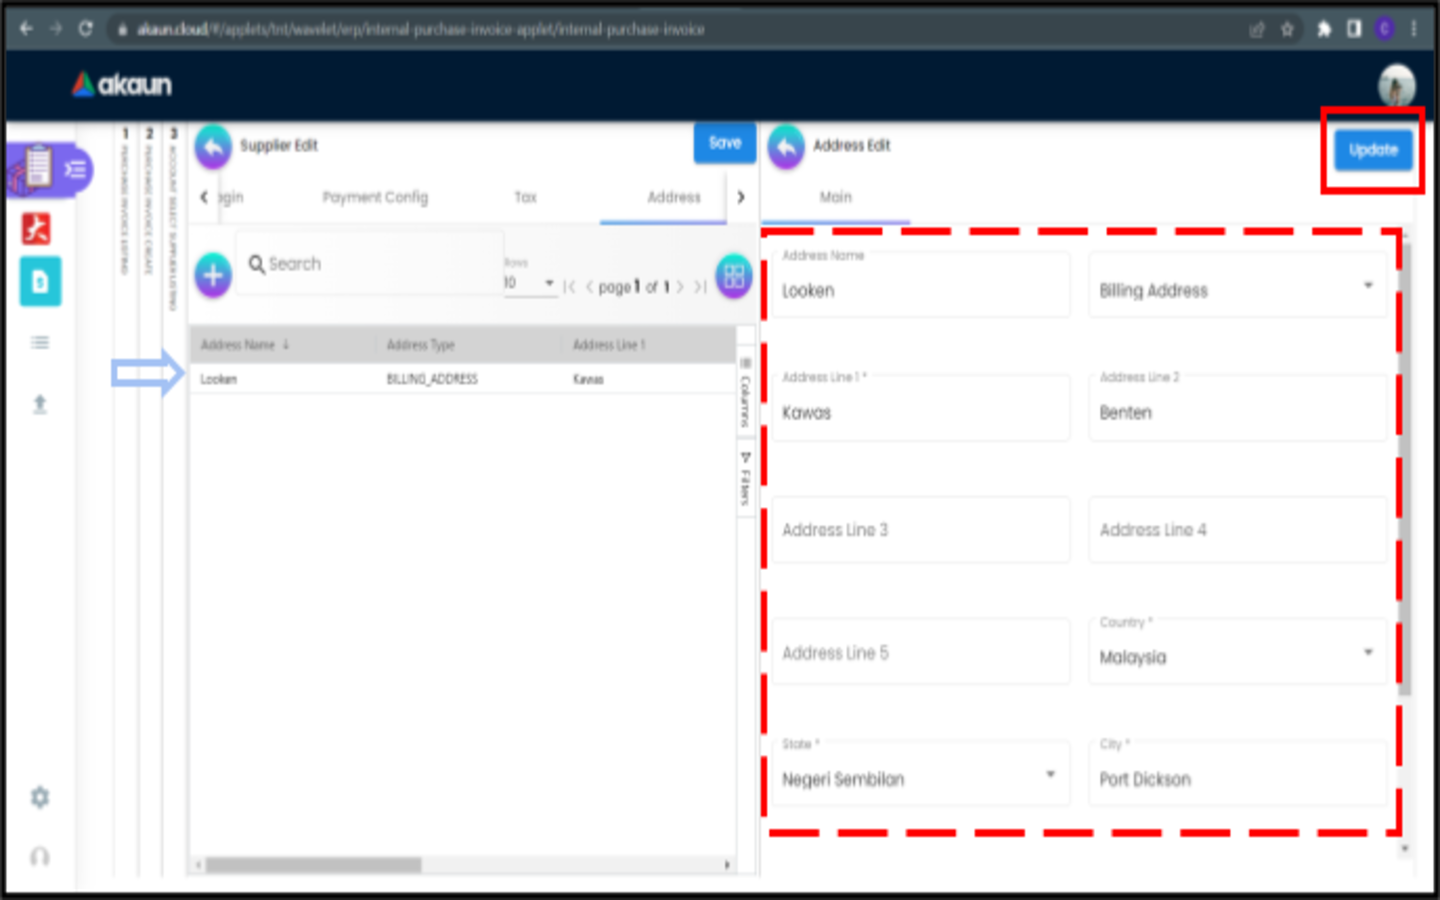 akaun.cloud/#/applets/tnt/wavelet/erp/internal-purchase-invoice-applet/internal-purchase-invoice
C
akaun
1 PURCHASE INVOICE LISTING
2 PURCHASE INVOICE CREATE
3 ACCOUNT SELECT SUPPLIER LISTING
Supplier Edit
Save
Address Edit
Update
ogin
Payment Config
Tax
Address
Main
Search
Rows
10
page 1 of 1
Address Name
Address Type
Address Line 1
Looken
BILLING_ADDRESS
Kawas
Columns
Filters
Address Name
Looken
Billing Address
Address Line 1 *
Kawas
Address Line 2
Benten
Address Line 3
Address Line 4
Address Line 5
Country *
Malaysia
State *
Negeri Sembilan
City *
Port Dickson